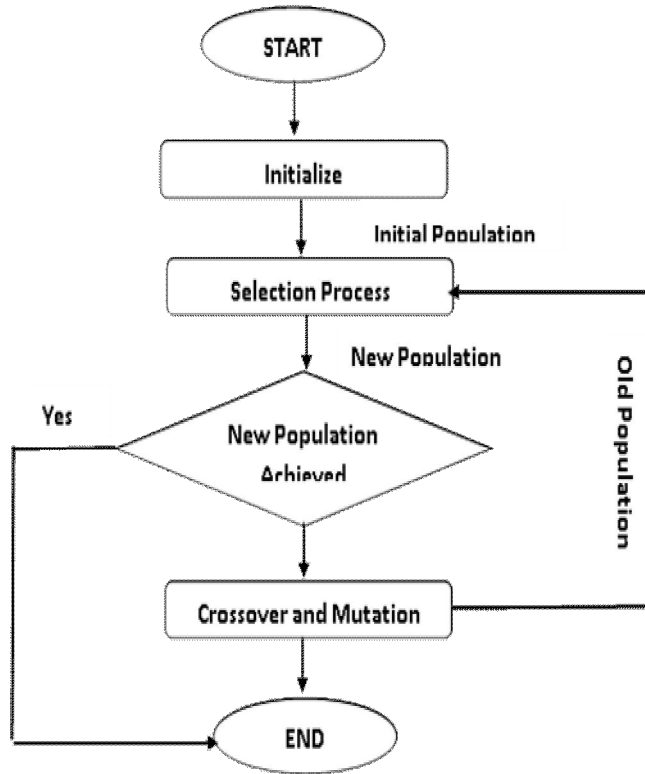 START
Initialize
Initial Population
Selection Process
New Population
Yes
New Population
Achieved
Old Population
Crossover and Mutation
END